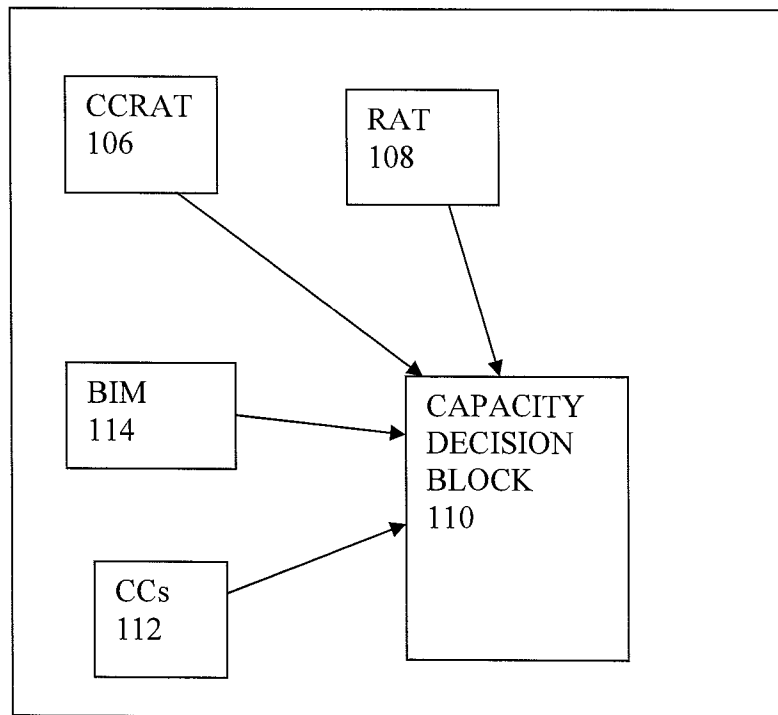 CCRAT
106
RAT
108
BIM
114
CAPACITY
DECISION
BLOCK
110
CCs
112